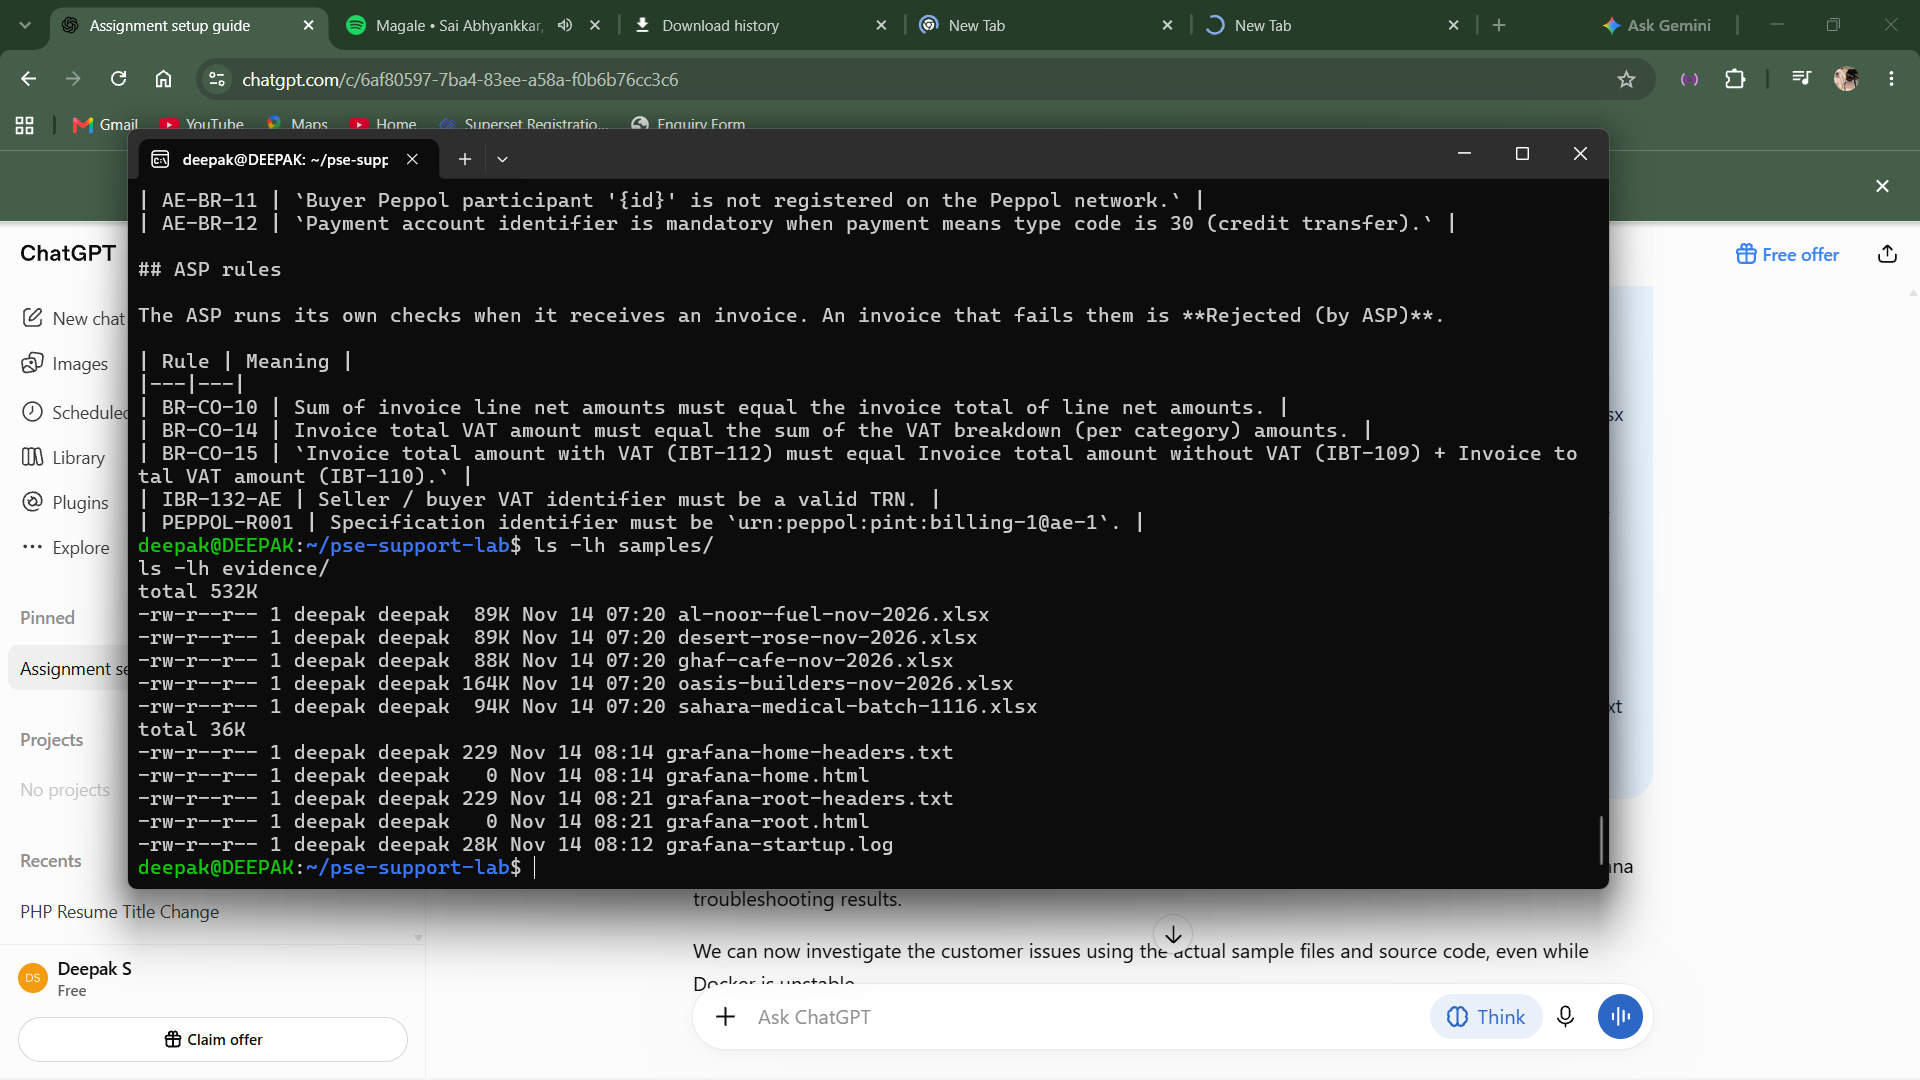 Assignment setup guide
Magale • Sai Abhyankkar,
Download history
New Tab
New Tab
Ask Gemini
chatgpt.com/c/6af80597-7ba4-83ee-a58a-f0b6b76cc3c6
Gmail
YouTube
Maps
Home
Superset Registratio...
Enquiry Form
deepak@DEEPAK: ~/pse-supp
| AE-BR-11 | `Buyer Peppol participant '{id}' is not registered on the Peppol network.` |
| AE-BR-12 | `Payment account identifier is mandatory when payment means type code is 30 (credit transfer).` |
## ASP rules
The ASP runs its own checks when it receives an invoice. An invoice that fails them is **Rejected (by ASP)**.
| Rule | Meaning |
|---|---|
| BR-CO-10 | Sum of invoice line net amounts must equal the invoice total of line net amounts. |
| BR-CO-14 | Invoice total VAT amount must equal the sum of the VAT breakdown (per category) amounts. |
| BR-CO-15 | `Invoice total amount with VAT (IBT-112) must equal Invoice total amount without VAT (IBT-109) + Invoice to
tal VAT amount (IBT-110).` |
| IBR-132-AE | Seller / buyer VAT identifier must be a valid TRN. |
| PEPPOL-R001 | Specification identifier must be `urn:peppol:pint:billing-1@ae-1`. |
deepak@DEEPAK:~/pse-support-lab$ ls -lh samples/
ls -lh evidence/
total 532K
-rw-r--r-- 1 deepak deepak  89K Nov 14 07:20 al-noor-fuel-nov-2026.xlsx
-rw-r--r-- 1 deepak deepak  89K Nov 14 07:20 desert-rose-nov-2026.xlsx
-rw-r--r-- 1 deepak deepak  88K Nov 14 07:20 ghaf-cafe-nov-2026.xlsx
-rw-r--r-- 1 deepak deepak 164K Nov 14 07:20 oasis-builders-nov-2026.xlsx
-rw-r--r-- 1 deepak deepak  94K Nov 14 07:20 sahara-medical-batch-1116.xlsx
total 36K
-rw-r--r-- 1 deepak deepak 229 Nov 14 08:14 grafana-home-headers.txt
-rw-r--r-- 1 deepak deepak   0 Nov 14 08:14 grafana-home.html
-rw-r--r-- 1 deepak deepak 229 Nov 14 08:21 grafana-root-headers.txt
-rw-r--r-- 1 deepak deepak   0 Nov 14 08:21 grafana-root.html
-rw-r--r-- 1 deepak deepak 28K Nov 14 08:12 grafana-startup.log
deepak@DEEPAK:~/pse-support-lab$
ChatGPT
Free offer
New chat
Images
Scheduled
Library
Plugins
Explore
Pinned
Assignment se
Projects
No projects
Recents
PHP Resume Title Change
DS
Deepak S
Free
Claim offer
sx
xt
na
troubleshooting results.
We can now investigate the customer issues using the actual sample files and source code, even while
Docker is unstable
Ask ChatGPT
Think